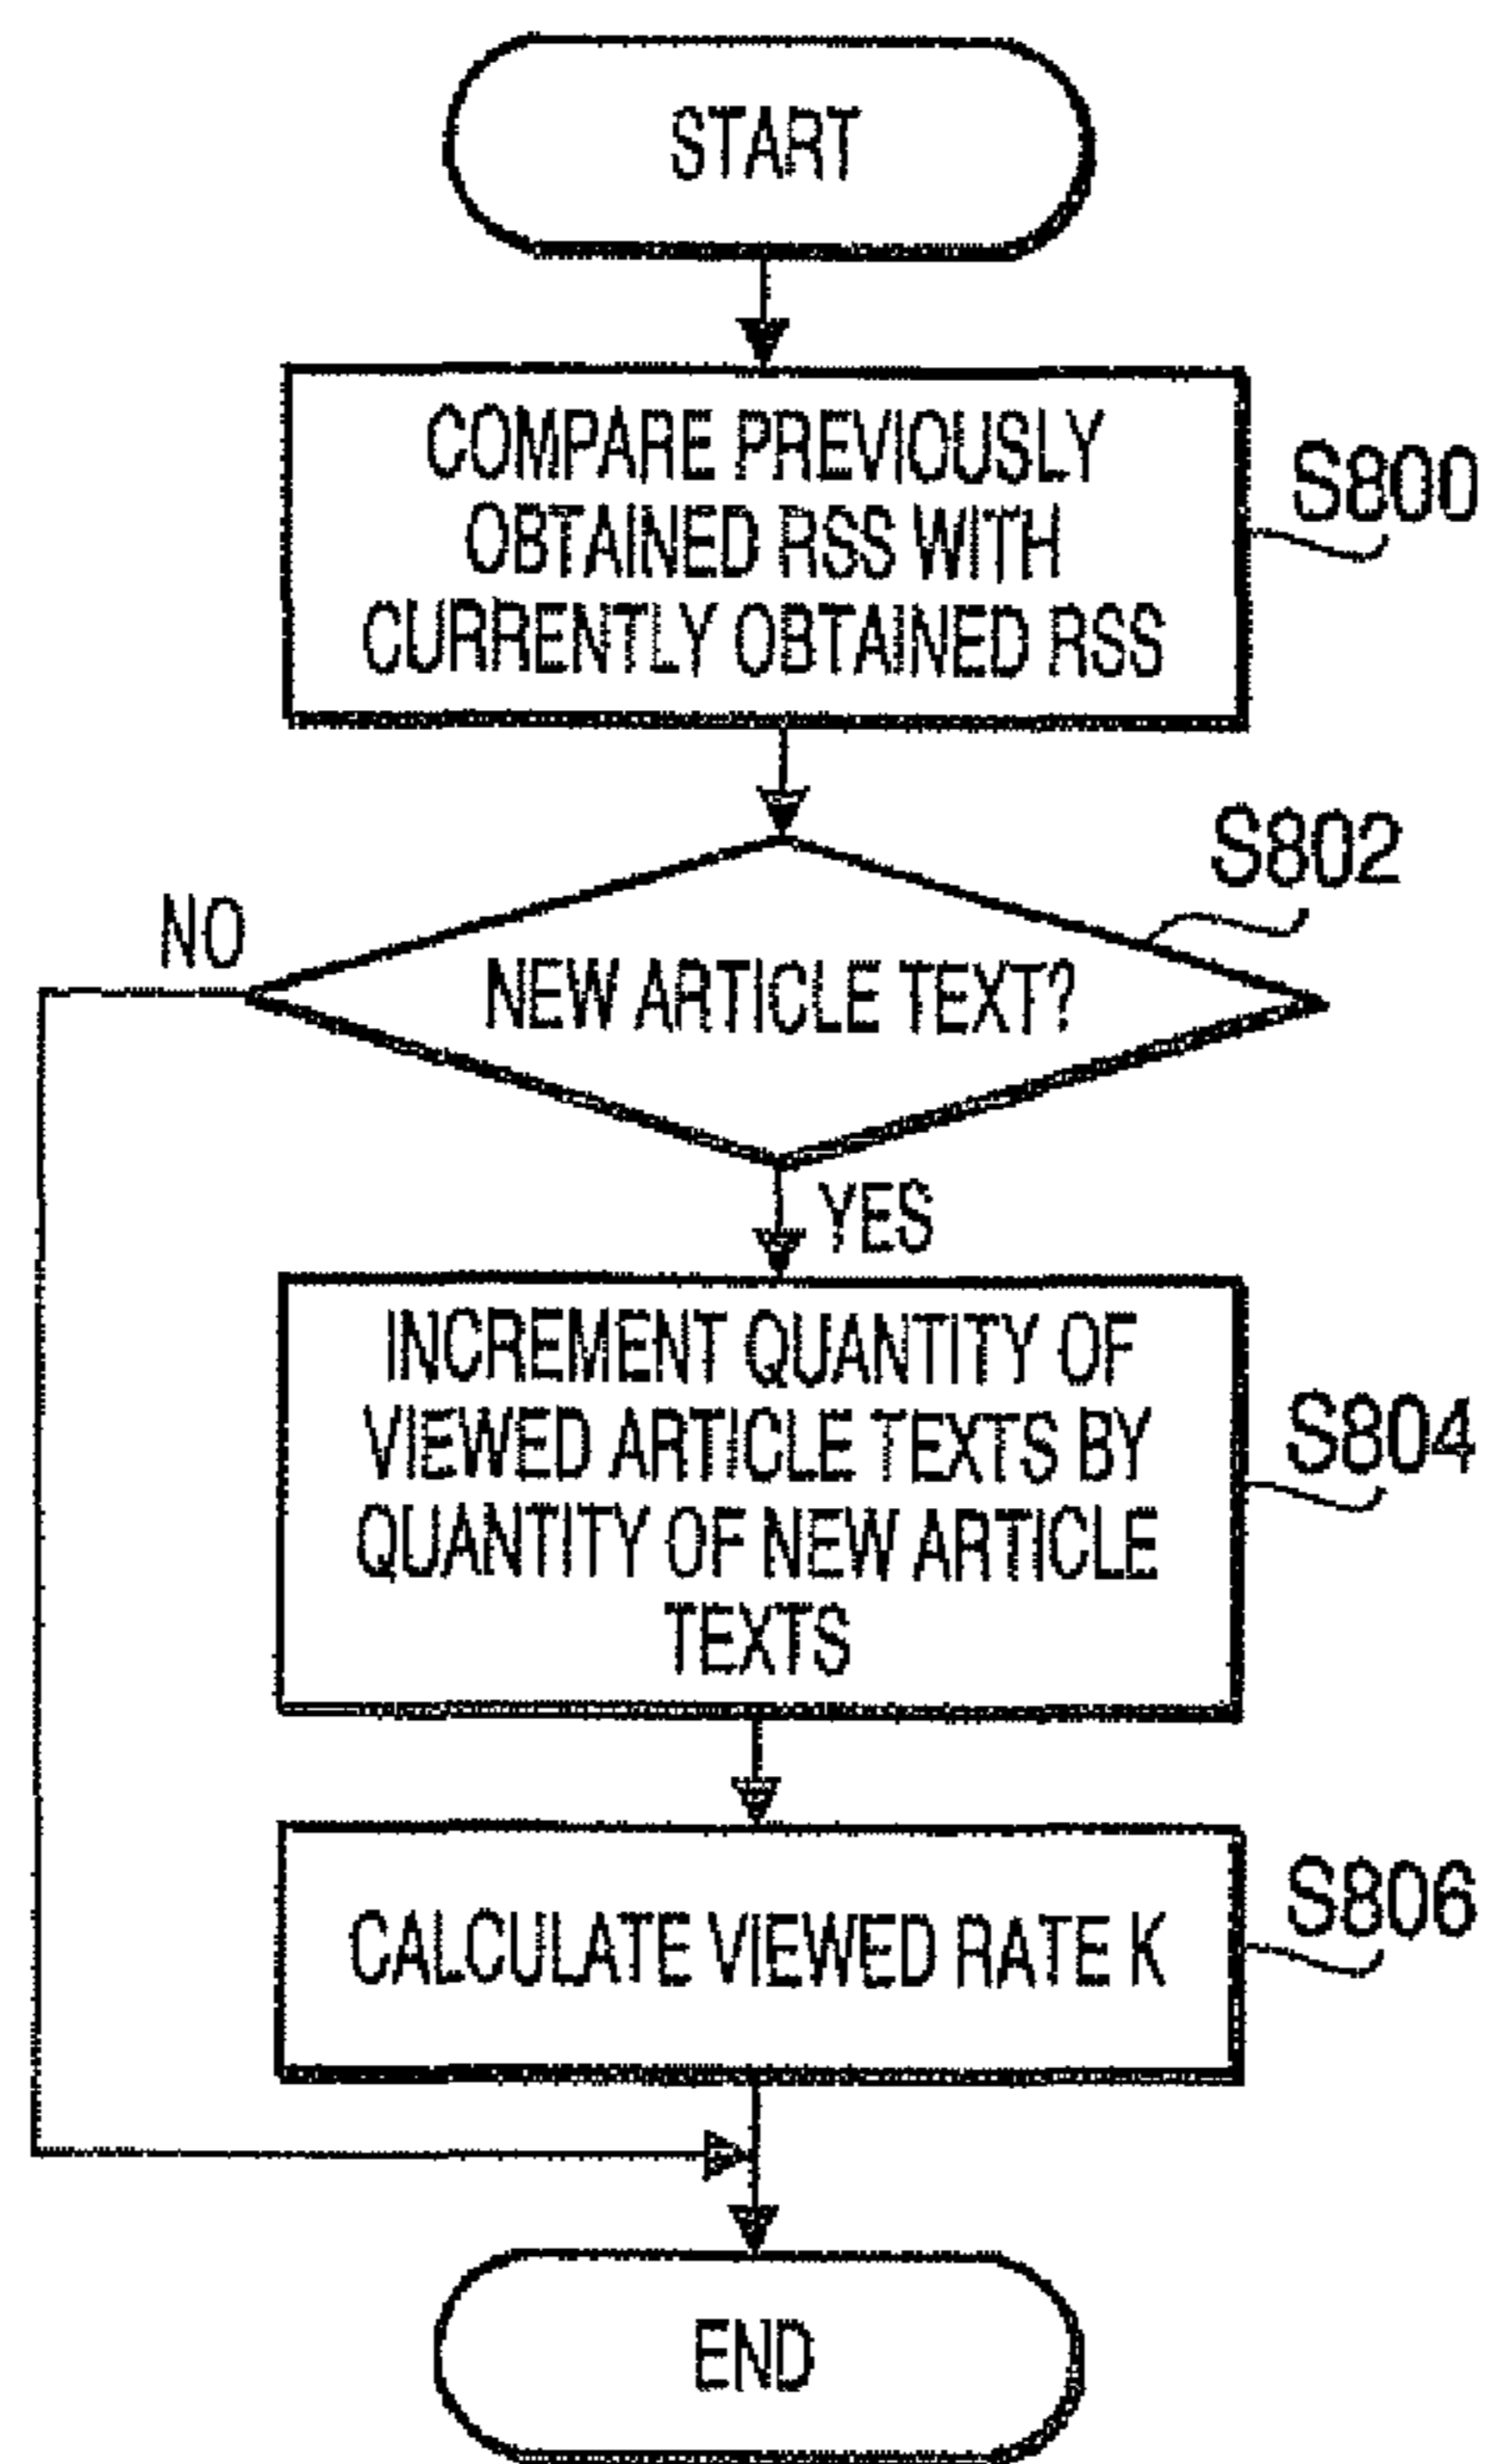 START
COMPARE PREVIOUSLY
OBTAINED RSS WITH
CURRENTLY OBTAINED RSS
S800
S802
NO
NEW ARTICLE TEXT?
YES
INCREMENT QUANTITY OF
VIEWED ARTICLE TEXTS BY
QUANTITY OF NEW ARTICLE
TEXTS
S804
CALCULATE VIEWED RATE K
S806
END